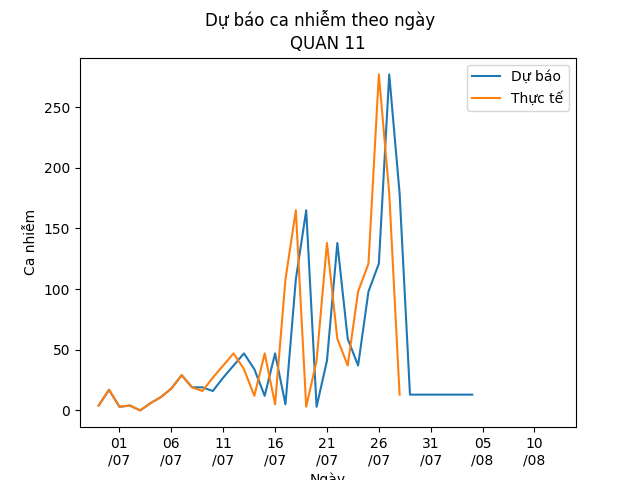 Dự báo ca nhiễm theo ngày
QUAN 11
Dự báo
Thực tế
Ca nhiễm
250
200
150
100
50
0
01 06 11 16 21 26 31 05 10
/07 /07 /07 /07 /07 /07 /07 /08 /08
Ngày